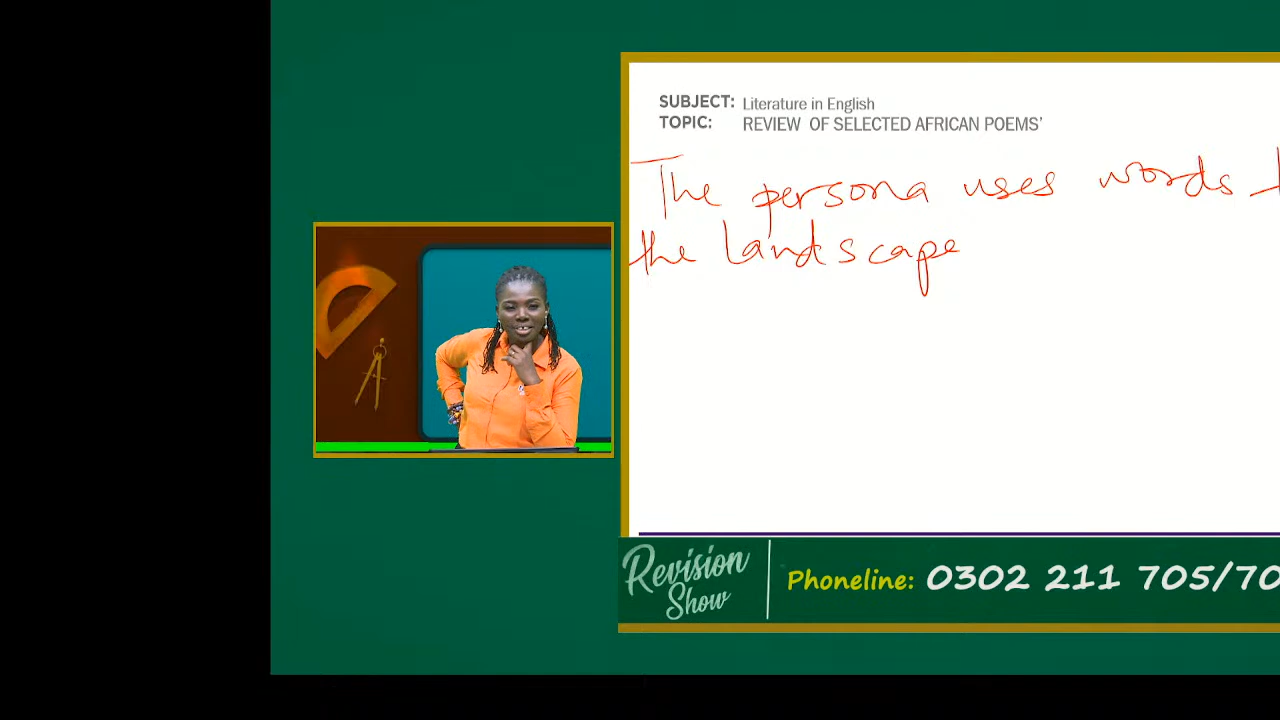 SUBJECT: Literature in English
TOPIC: REVIEW OF SELECTED AFRICAN POEMS'
The persona uses words
the landscape
Revision Show
Phoneline: 0302 211 705/70